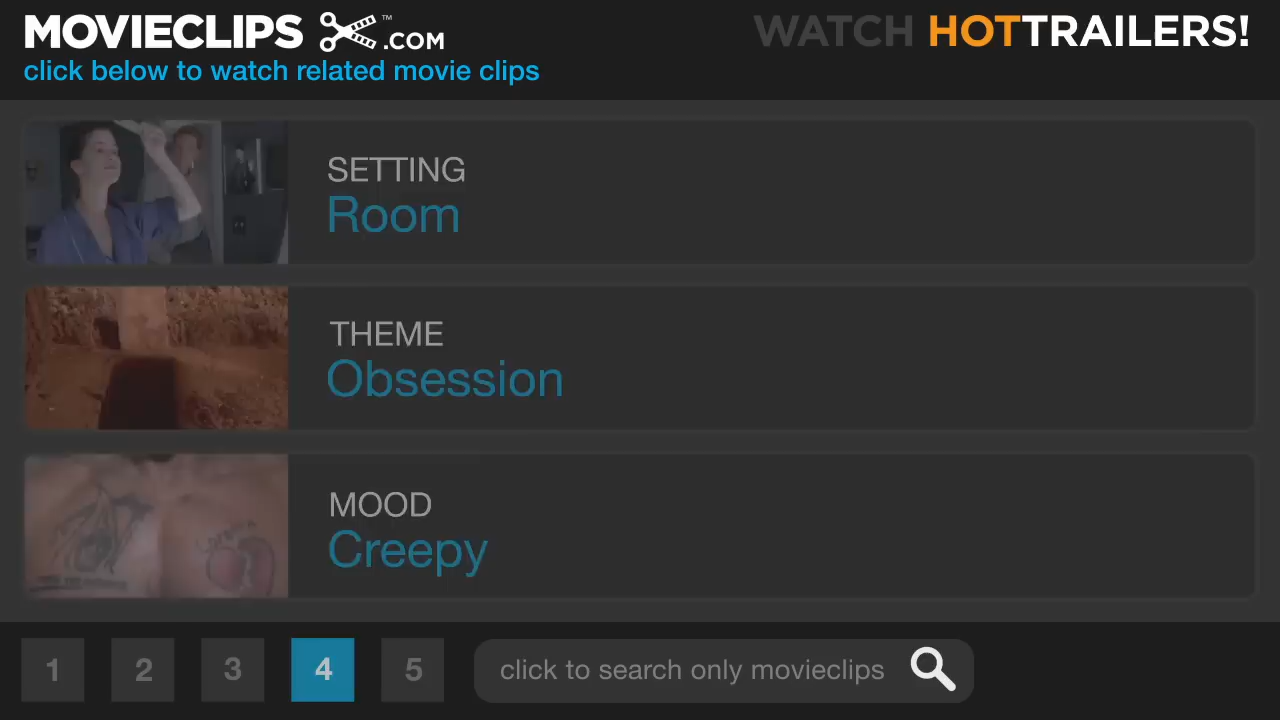 MOVIECLIPS ™ .COM
WATCH HOTTRAILERS!
click below to watch related movie clips
SETTING
Room
THEME
Obsession
MOOD
Creepy
1 2 3 4 5
click to search only movieclips